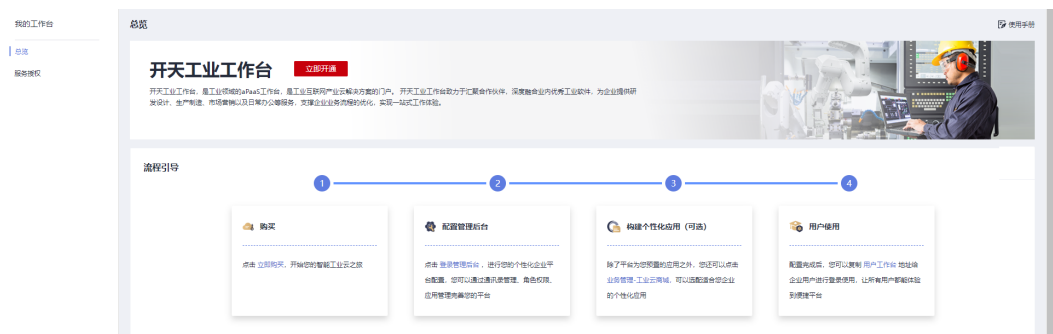 我的工作台
总览
使用手册
总览
服务授权
开天工业工作台
立即开通
开天工业工作台，是工业领域的aPaaS工作台，是工业互联网产业云解决方案的门户。 开天工业工作台致力于汇聚合作伙伴、深度融合业内优秀工业软件，为企业提供研
发设计、生产制造、市场营销以及日常办公等服务，支撑企业业务流程的优化，实现一站式工作体验。
流程引导
1
2
3
4
购买
点击 立即购买，开始您的智能工业云之旅
配置管理后台
点击 登录管理后台 ，进行您的个性化企业平
台配置，您可以通过通讯录管理、角色权限、
应用管理完善您的平台
构建个性化应用（可选）
除了平台为您预置的应用之外，您还可以点击
业务管理-工业云商城，可以选配适合您企业
的个性化应用
用户使用
配置完成后，您可以复制 用户工作台 地址给
企业用户进行登录使用，让所有用户都能体验
到便捷平台